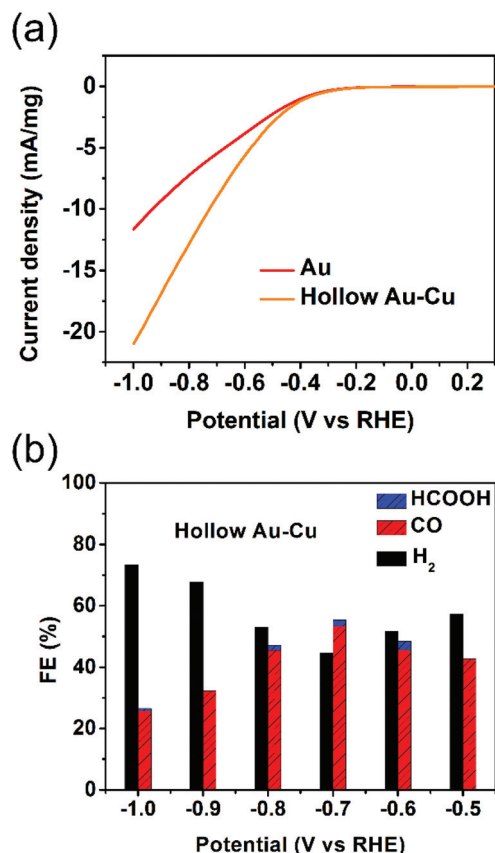 (a)
0
-5
-10
-15
-20
Current density (mA/mg)
Au
Hollow Au-Cu
-1.0 -0.8 -0.6 -0.4 -0.2 0.0 0.2
Potential (V vs RHE)
(b)
100
80
60
40
20
0
FE (%)
Hollow Au-Cu
HCOOH
CO
H₂
-1.0 -0.9 -0.8 -0.7 -0.6 -0.5
Potential (V vs RHE)